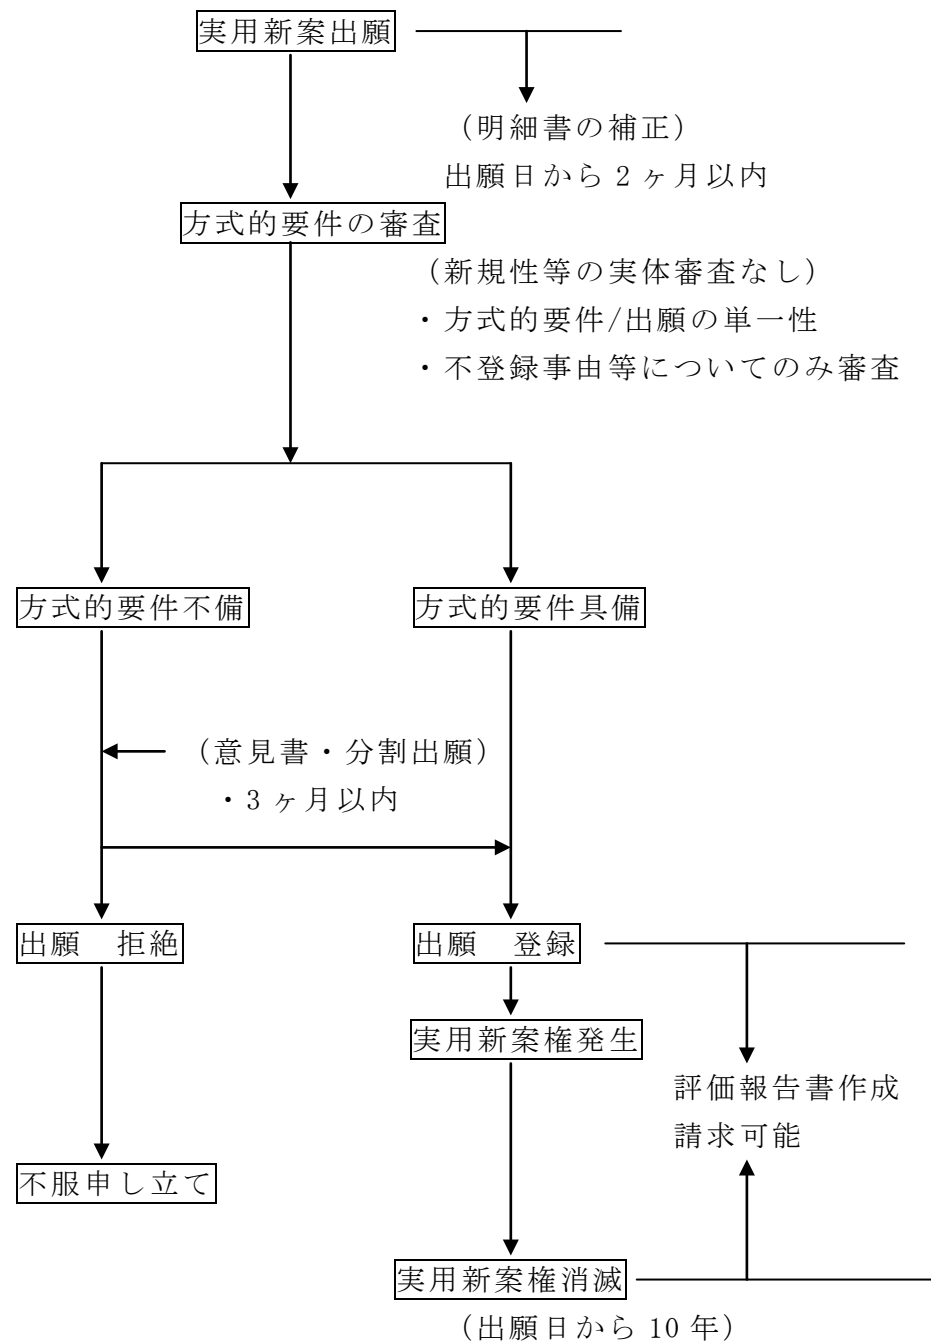 実用新案出願
（明細書の補正）
出願日から2ヶ月以内
方式的要件の審査
（新規性等の実体審査なし）
・方式的要件/出願の単一性
・不登録事由等についてのみ審査
方式的要件不備
方式的要件具備
（意見書・分割出願）
・3ヶ月以内
出願　拒絶
出願　登録
実用新案権発生
評価報告書作成
請求可能
不服申し立て
実用新案権消滅
（出願日から10年）